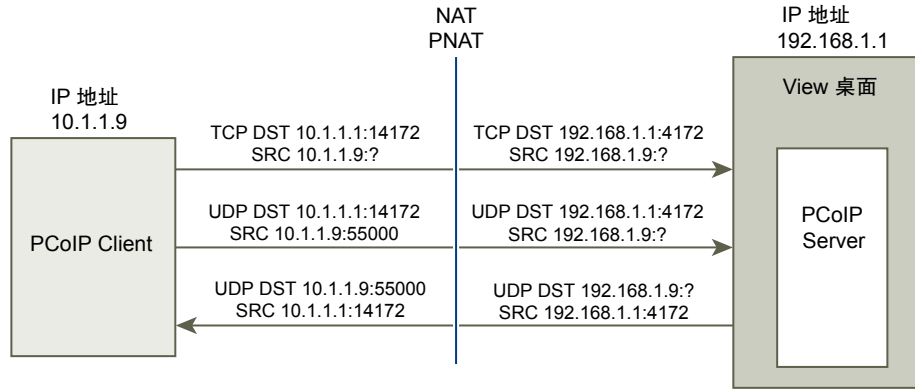 NAT
PNAT
IP 地址
192.168.1.1
View 桌面
IP 地址
10.1.1.9
TCP DST 10.1.1.1:14172
SRC 10.1.1.9:?
TCP DST 192.168.1.1:4172
SRC 192.168.1.9:?
PCoIP Client
UDP DST 10.1.1.1:14172
SRC 10.1.1.9:55000
UDP DST 192.168.1.1:4172
SRC 192.168.1.9:?
PCoIP
Server
UDP DST 10.1.1.9:55000
SRC 10.1.1.1:14172
UDP DST 192.168.1.9:?
SRC 192.168.1.1:4172